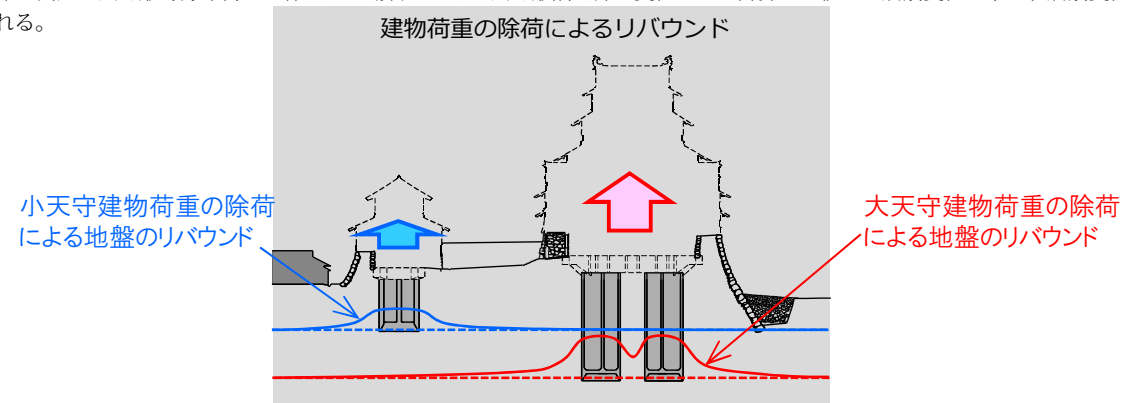 れる。
建物荷重の除荷によるリバウンド
小天守建物荷重の除荷
による地盤のリバウンド
大天守建物荷重の除荷
による地盤のリバウンド